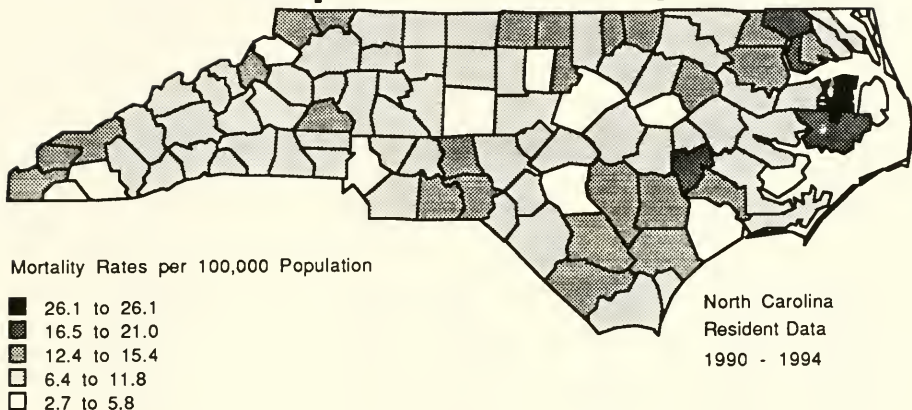 Mortality Rates per 100,000 Population
26.1 to 26.1
16.5 to 21.0
12.4 to 15.4
6.4 to 11.8
2.7 to 5.8
North Carolina
Resident Data
1990 - 1994